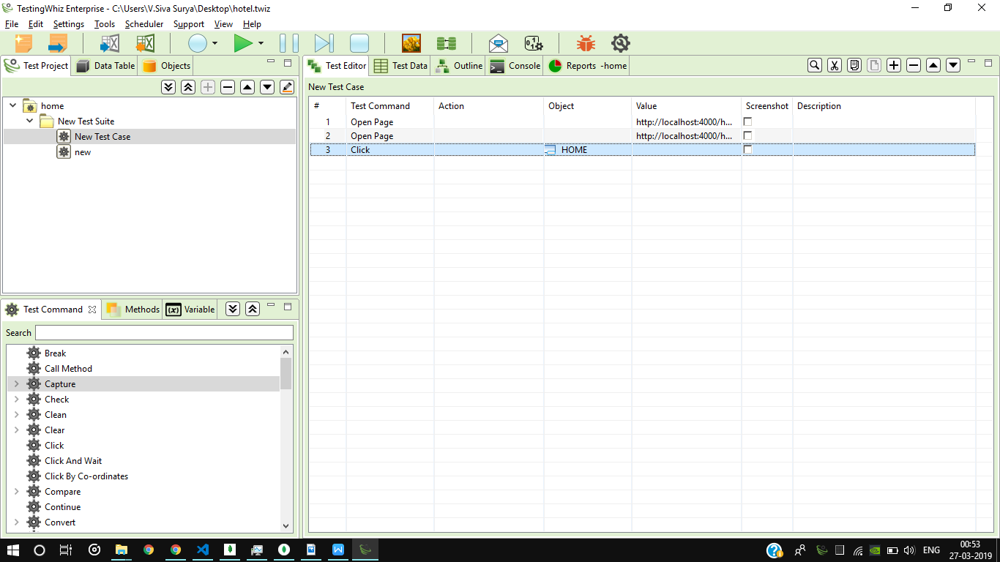 TestingWhiz Enterprise - C:\Users\V.Siva Surya\Desktop\hotel.twiz
File Edit Settings Tools Scheduler Support View Help
Test Project Data Table Objects
home
New Test Suite
New Test Case
new
Test Command Methods (x) Variable
Search
Break
Call Method
Capture
Check
Clean
Clear
Click
Click And Wait
Click By Co-ordinates
Compare
Continue
Convert
Test Editor Test Data Outline Console Reports -home
New Test Case
# Test Command Action Object Value Screenshot Description
1 Open Page http://localhost:4000/h...
2 Open Page http://localhost:4000/h...
3 Click HOME
ENG
00:53
27-03-2019